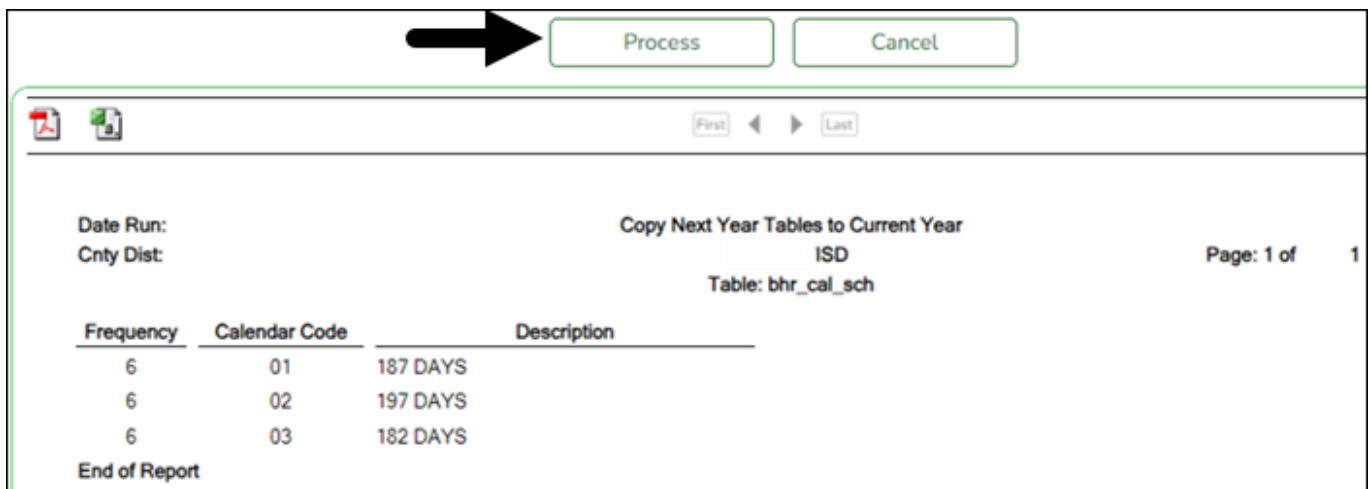 Process Cancel
First Last
Date Run: Copy Next Year Tables to Current Year
Cnty Dist: ISD Page: 1 of 1
Table: bhr_cal_sch
Frequency Calendar Code Description
6 01 187 DAYS
6 02 197 DAYS
6 03 182 DAYS
End of Report